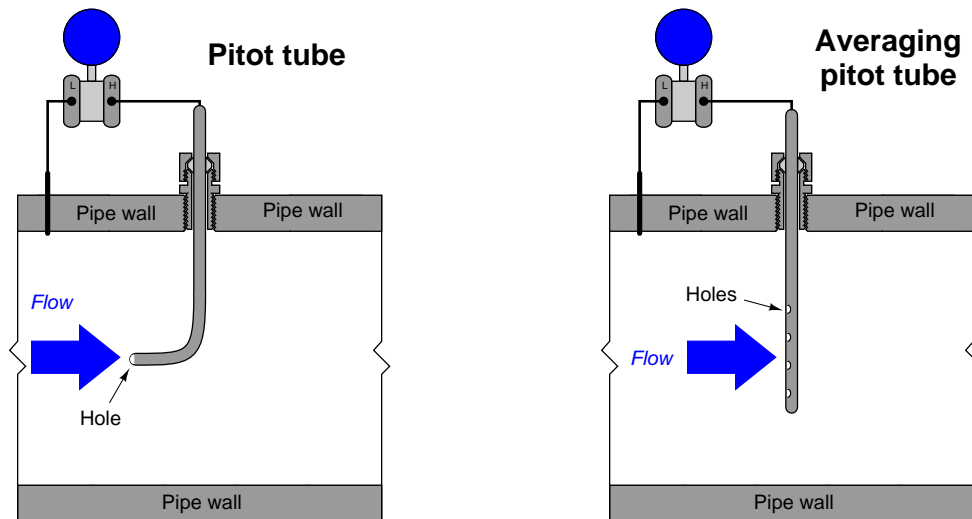 Pitot tube
L
H
Pipe wall
Pipe wall
Flow
Hole
Pipe wall
Averaging
pitot tube
L
H
Pipe wall
Pipe wall
Holes
Flow
Pipe wall